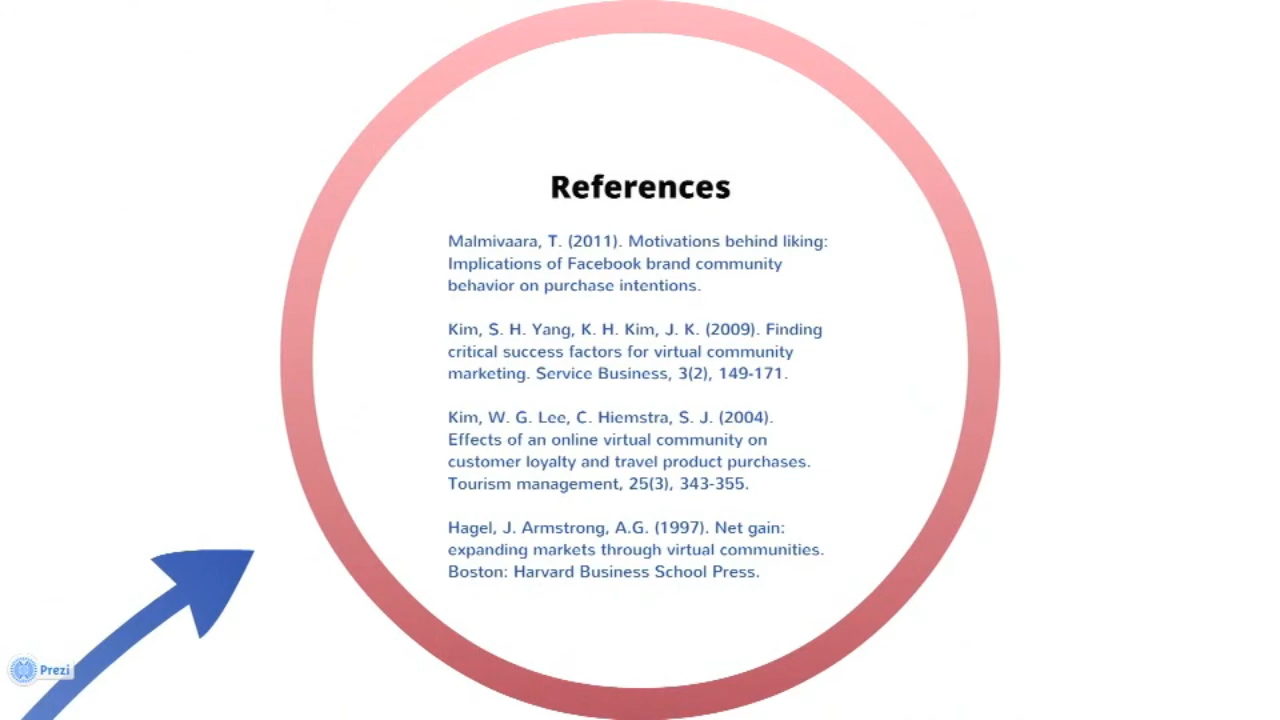 References
Malmivaara, T. (2011). Motivations behind liking:
Implications of Facebook brand community
behavior on purchase intentions.
Kim, S. H. Yang, K. H. Kim, J. K. (2009). Finding
critical success factors for virtual community
marketing. Service Business, 3(2), 149-171.
Kim, W. G. Lee, C. Hiemstra, S. J. (2004).
Effects of an online virtual community on
customer loyalty and travel product purchases.
Tourism management, 25(3), 343-355.
Hagel, J. Armstrong, A.G. (1997). Net gain:
expanding markets through virtual communities.
Boston: Harvard Business School Press.
Prezi